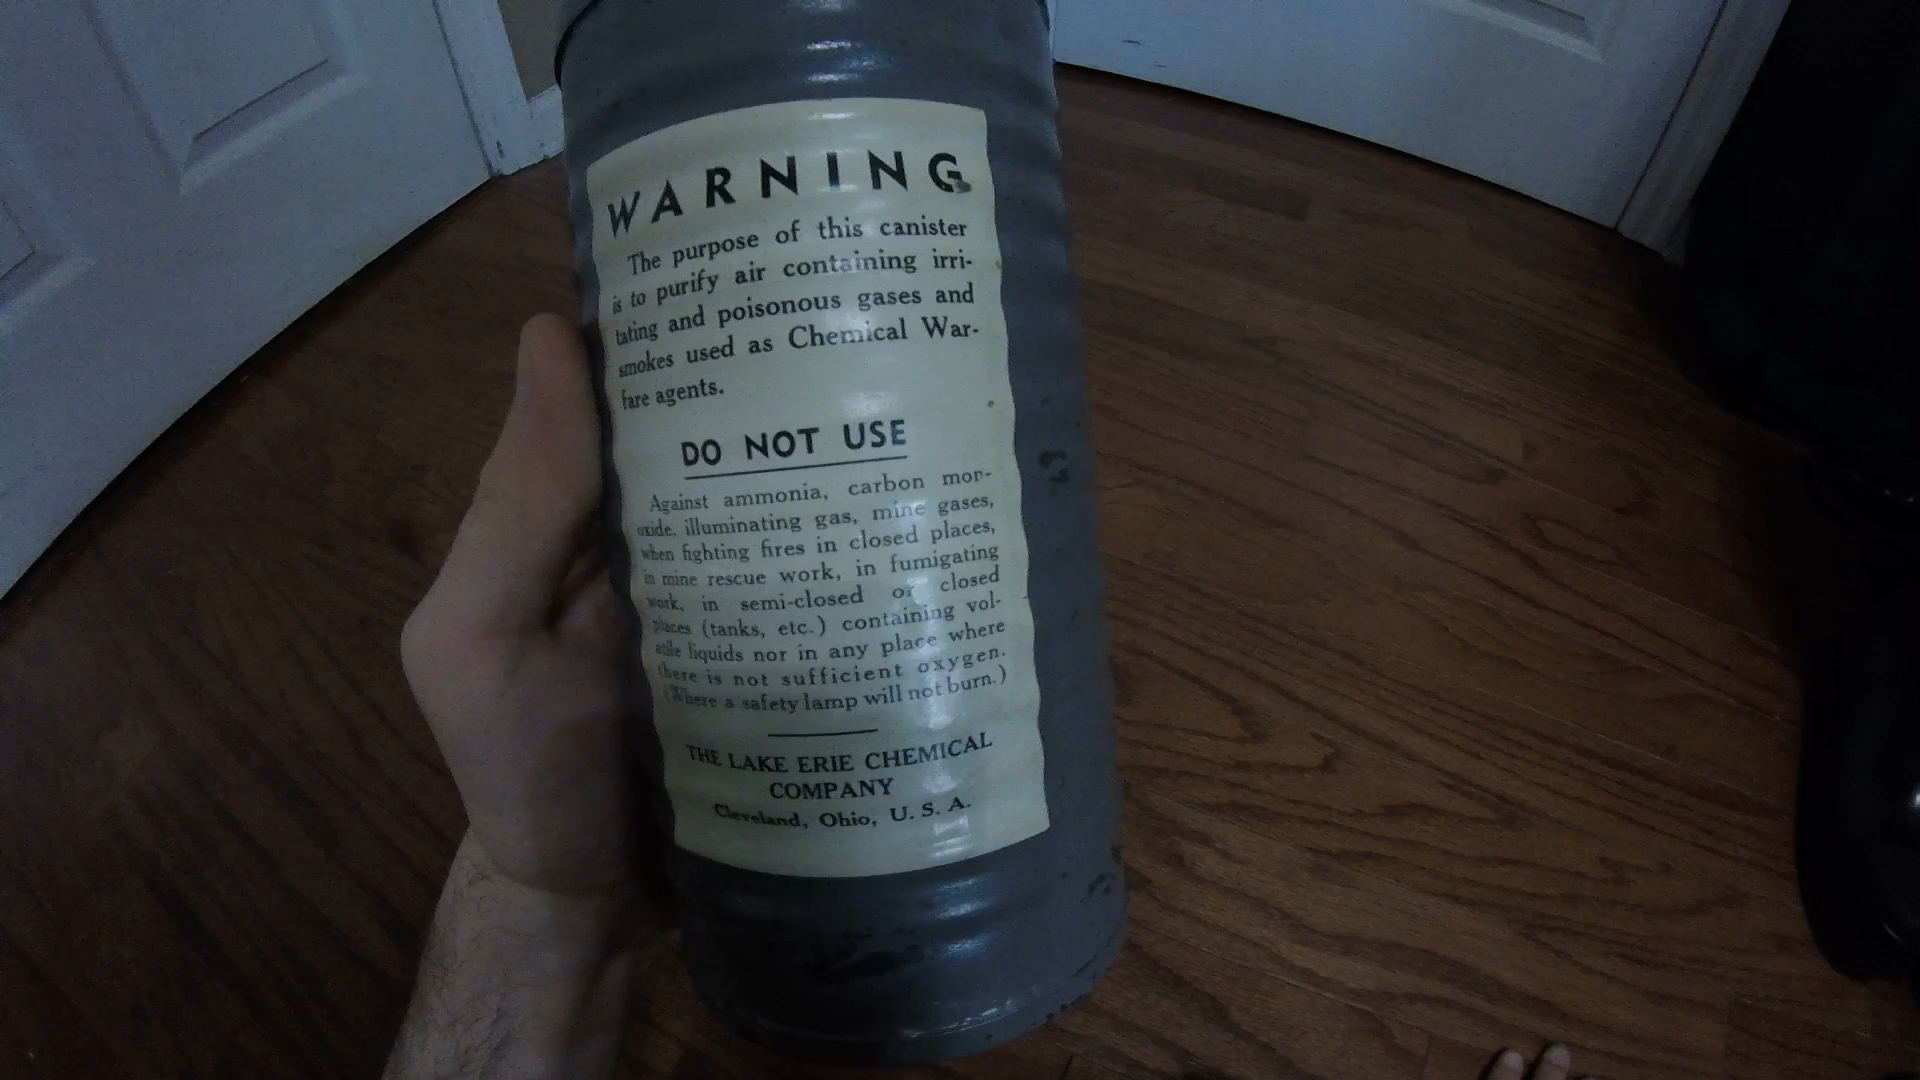 WARNING
The purpose of this canister
is to purify air containing irri-
tating and poisonous gases and
smokes used as Chemical War-
fare agents.
DO NOT USE
Against ammonia, carbon mon-
oxide, illuminating gas, mine gases,
when fighting fires in closed places,
in mine rescue work, in fumigating
work, in semi-closed or closed
places (tanks, etc.) containing vol-
atile liquids nor in any place where
there is not sufficient oxygen.
(Where a safety lamp will not burn.)
THE LAKE ERIE CHEMICAL
COMPANY
Cleveland, Ohio, U. S. A.